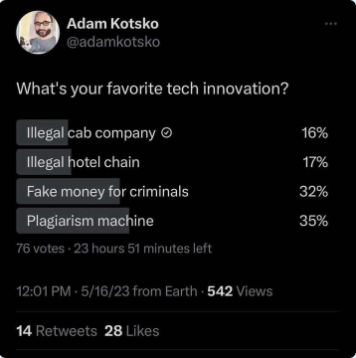 Adam Kotsko
@adamkotsko
What's your favorite tech innovation?
Illegal cab company 16%
Illegal hotel chain 17%
Fake money for criminals 32%
Plagiarism machine 35%
76 votes · 23 hours 51 minutes left
12:01 PM · 5/16/23 from Earth · 542 Views
14 Retweets 28 Likes